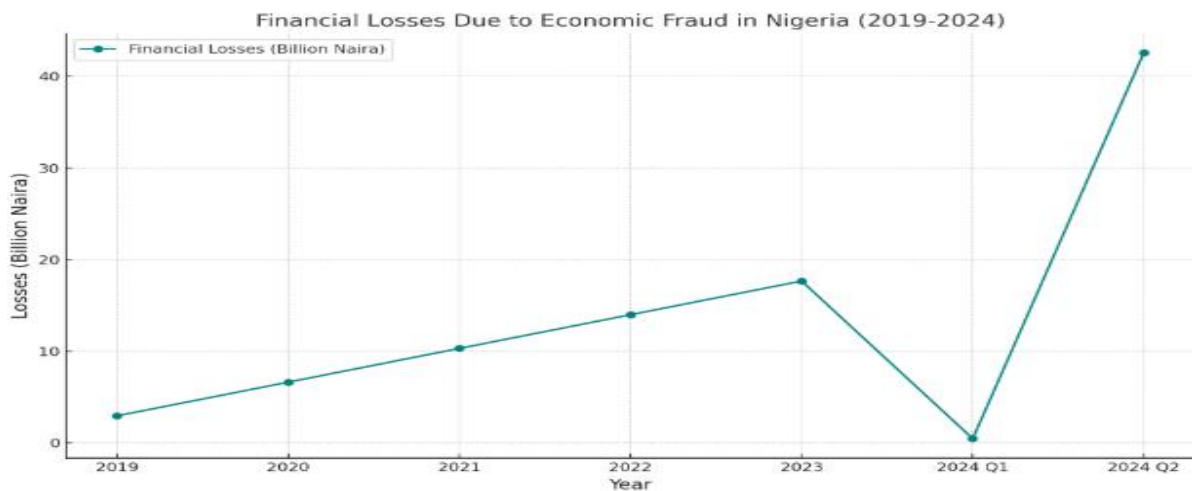 Financial Losses Due to Economic Fraud in Nigeria (2019-2024)
Financial Losses (Billion Naira)
Losses (Billion Naira)
40
30
20
10
0
2019 2020 2021 2022 2023 2024 Q1 2024 Q2
Year